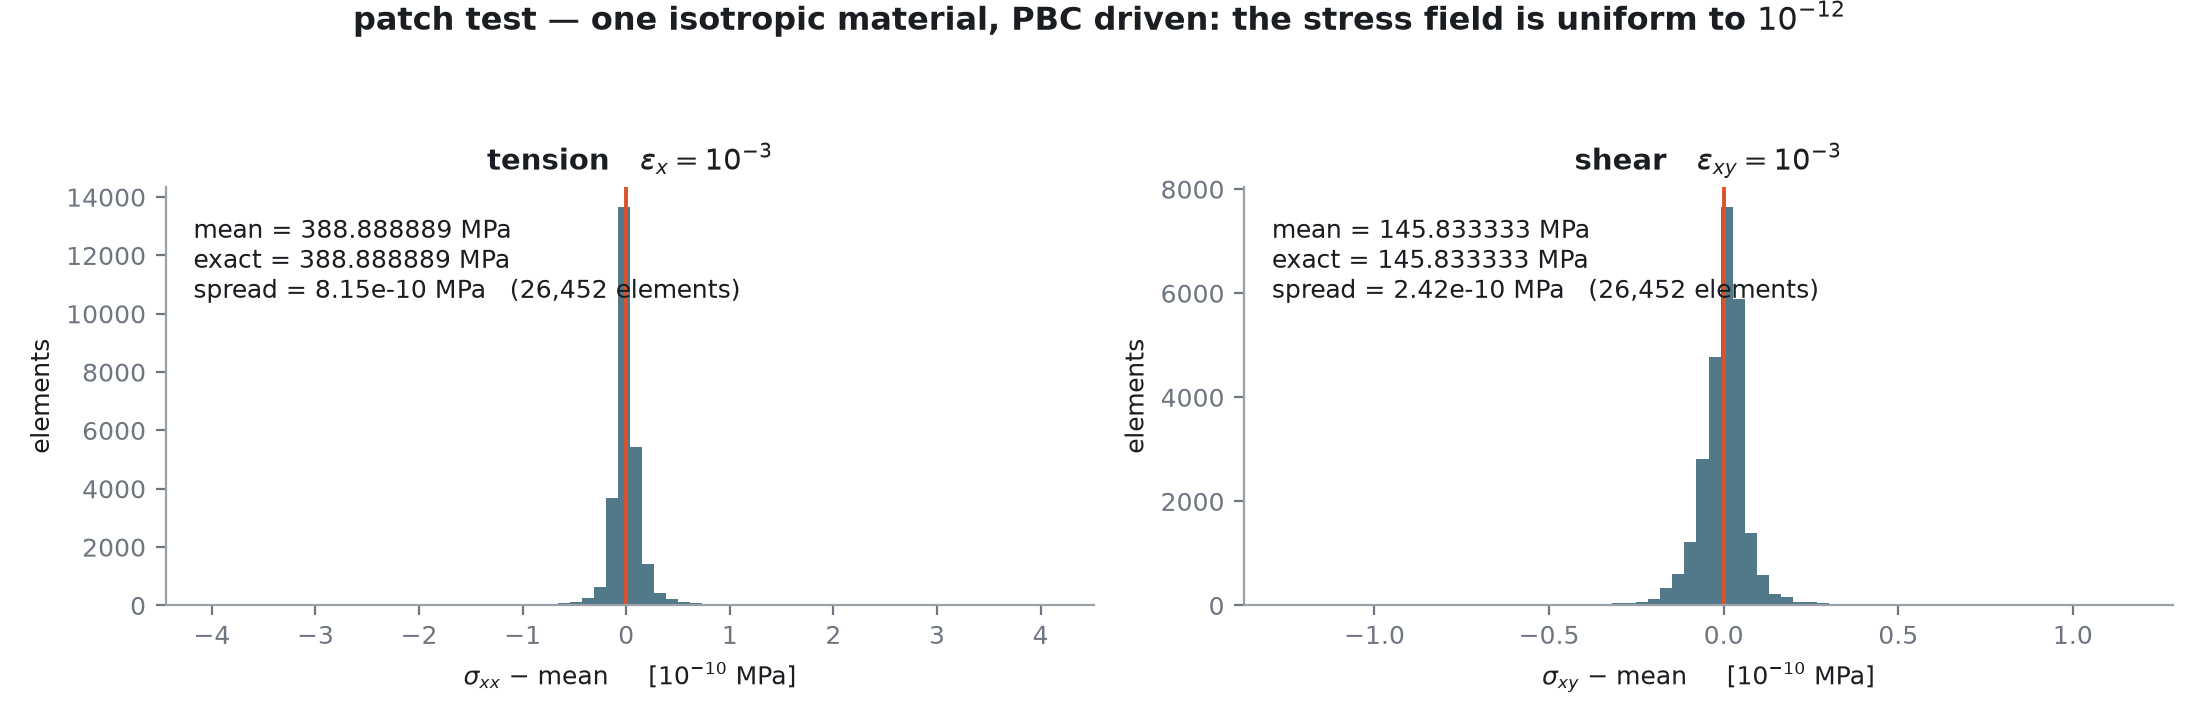 patch test — one isotropic material, PBC driven: the stress field is uniform to 10⁻¹²
tension εₓ = 10⁻³
14000
12000
10000
8000
6000
4000
2000
0
elements
mean = 388.888889 MPa
exact = 388.888889 MPa
spread = 8.15e-10 MPa (26,452 elements)
−4 −3 −2 −1 0 1 2 3 4
σxx − mean [10⁻¹⁰ MPa]
shear εxy = 10⁻³
8000
6000
4000
2000
0
elements
mean = 145.833333 MPa
exact = 145.833333 MPa
spread = 2.42e-10 MPa (26,452 elements)
−1.0 −0.5 0.0 0.5 1.0
σxy − mean [10⁻¹⁰ MPa]